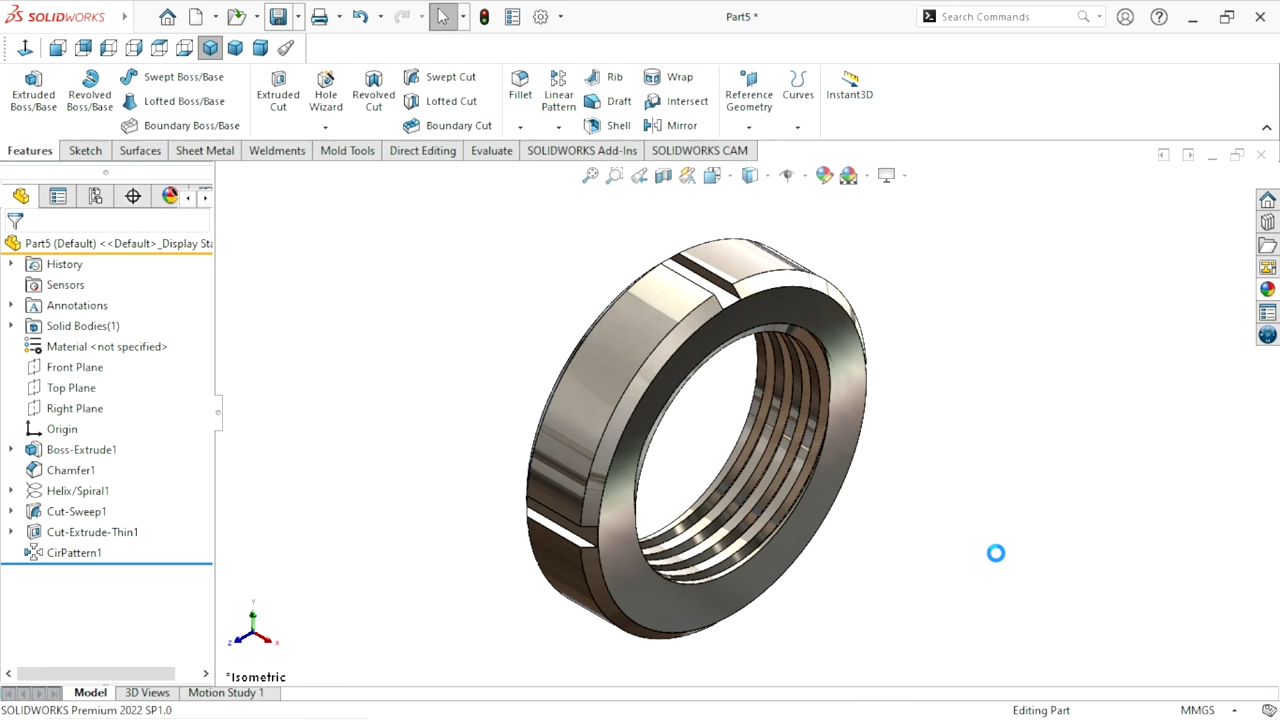 SOLIDWORKS
Part5 *
Search Commands
Extruded Boss/Base
Revolved Boss/Base
Swept Boss/Base
Lofted Boss/Base
Boundary Boss/Base
Extruded Cut
Hole Wizard
Revolved Cut
Swept Cut
Lofted Cut
Boundary Cut
Fillet
Linear Pattern
Rib
Draft
Shell
Wrap
Intersect
Mirror
Reference Geometry
Curves
Instant3D
Features
Sketch
Surfaces
Sheet Metal
Weldments
Mold Tools
Direct Editing
Evaluate
SOLIDWORKS Add-Ins
SOLIDWORKS CAM
Part5 (Default) <<Default>_Display Sta
History
Sensors
Annotations
Solid Bodies(1)
Material <not specified>
Front Plane
Top Plane
Right Plane
Origin
Boss-Extrude1
Chamfer1
Helix/Spiral1
Cut-Sweep1
Cut-Extrude-Thin1
CirPattern1
Y
Z
X
*Isometric
Model
3D Views
Motion Study 1
SOLIDWORKS Premium 2022 SP1.0
Editing Part
MMGS